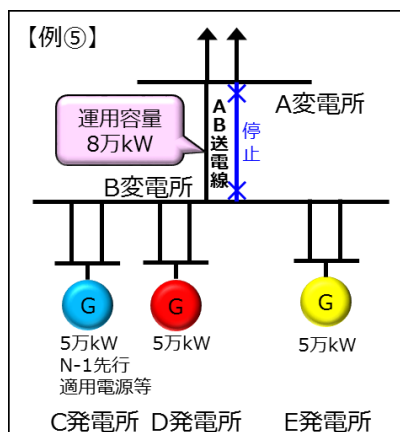 【例⑤】
A変電所
運用容量
8万kW
AB送電線
停止
B変電所
G
G
G
5万kW
N-1先行
適用電源等
5万kW
5万kW
C発電所
D発電所
E発電所